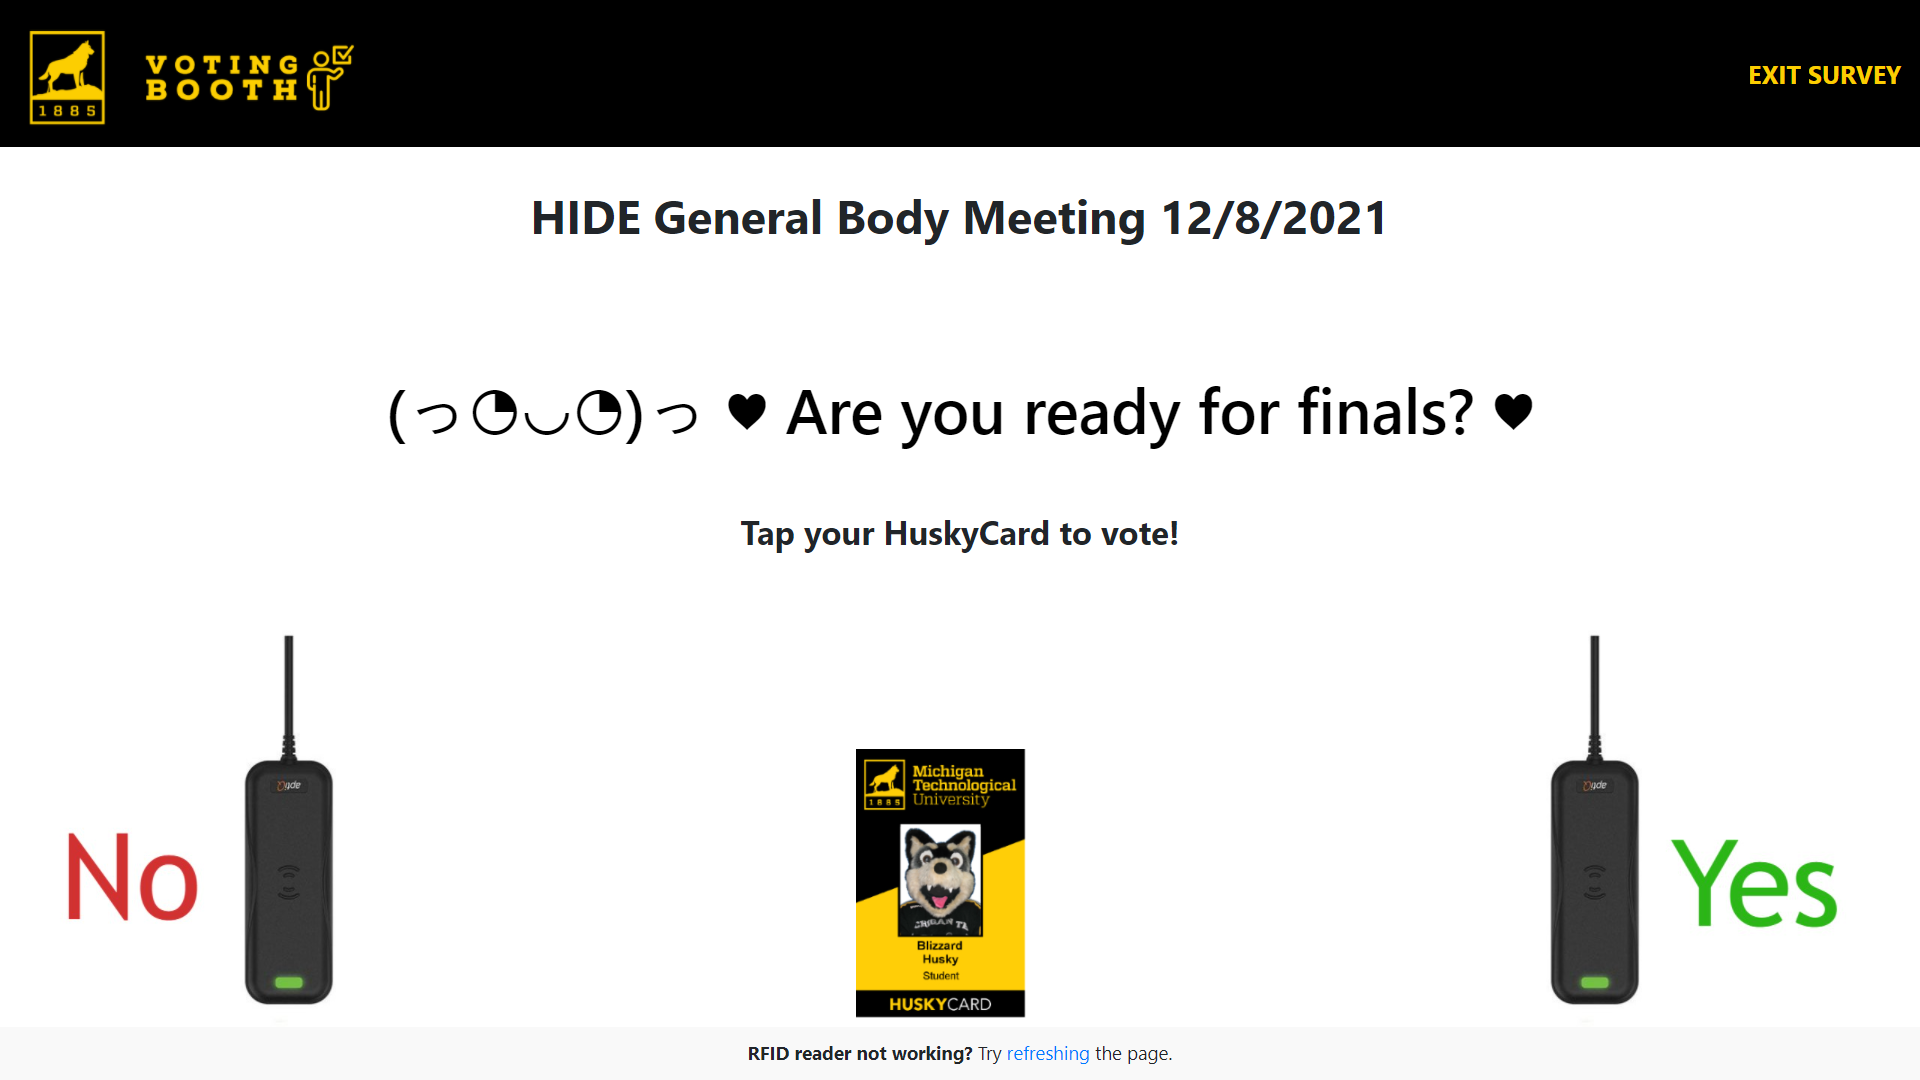 1885
VOTING
BOOTH
EXIT SURVEY
HIDE General Body Meeting 12/8/2021
(っ◔◡◔)っ ♥ Are you ready for finals? ♥
Tap your HuskyCard to vote!
No
Michigan
Technological
1885 University
Blizzard
Husky
Student
HUSKYCARD
Yes
RFID reader not working? Try refreshing the page.